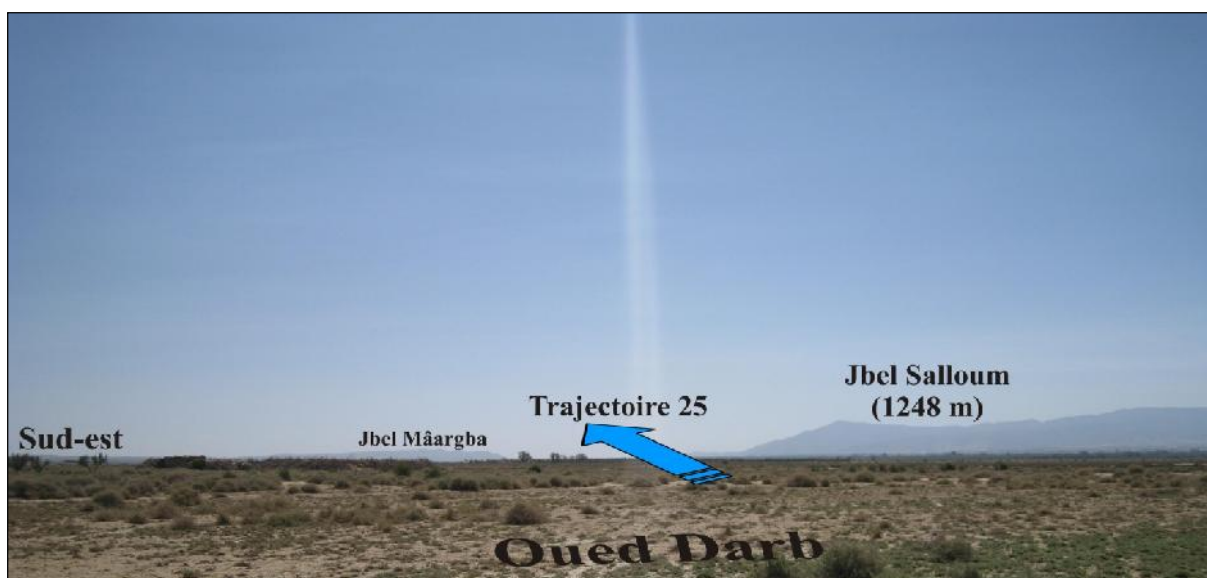 Jbel Salloum
(1248 m)
Trajectoire 25
Sud-est
Jbel Mâargba
Oued Darb